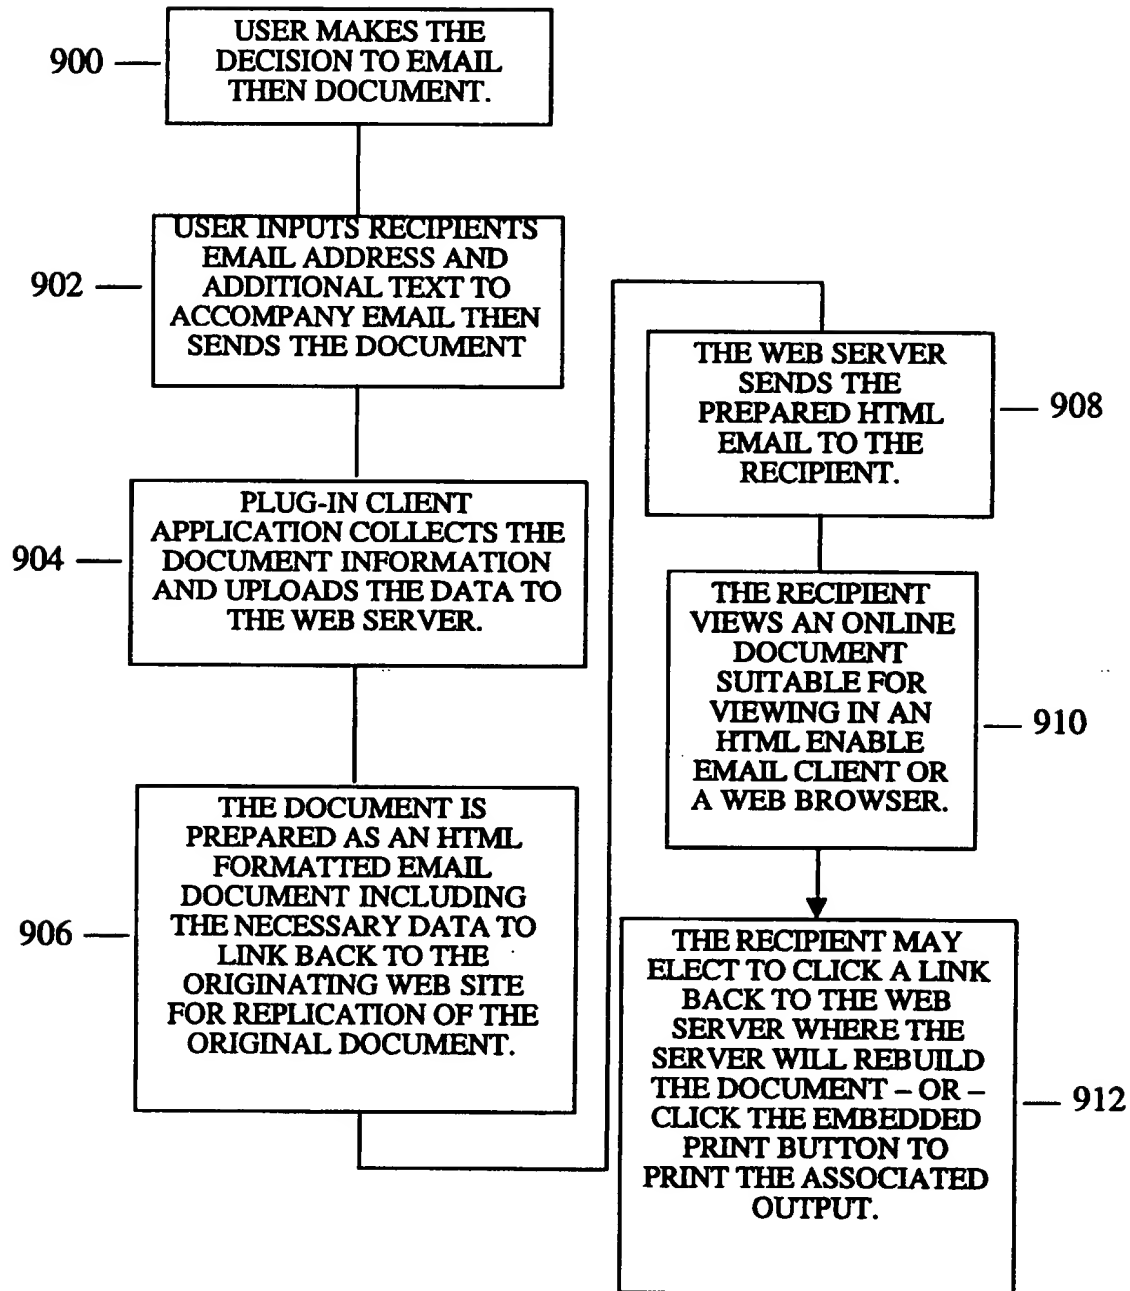 900
USER MAKES THE
DECISION TO EMAIL
THEN DOCUMENT.
902
USER INPUTS RECIPIENTS
EMAIL ADDRESS AND
ADDITIONAL TEXT TO
ACCOMPANY EMAIL THEN
SENDS THE DOCUMENT
904
PLUG-IN CLIENT
APPLICATION COLLECTS THE
DOCUMENT INFORMATION
AND UPLOADS THE DATA TO
THE WEB SERVER.
906
THE DOCUMENT IS
PREPARED AS AN HTML
FORMATTED EMAIL
DOCUMENT INCLUDING
THE NECESSARY DATA TO
LINK BACK TO THE
ORIGINATING WEB SITE
FOR REPLICATION OF THE
ORIGINAL DOCUMENT.
THE WEB SERVER
SENDS THE
PREPARED HTML
EMAIL TO THE
RECIPIENT.
908
THE RECIPIENT
VIEWS AN ONLINE
DOCUMENT
SUITABLE FOR
VIEWING IN AN
HTML ENABLE
EMAIL CLIENT OR
A WEB BROWSER.
910
THE RECIPIENT MAY
ELECT TO CLICK A LINK
BACK TO THE WEB
SERVER WHERE THE
SERVER WILL REBUILD
THE DOCUMENT – OR –
CLICK THE EMBEDDED
PRINT BUTTON TO
PRINT THE ASSOCIATED
OUTPUT.
912